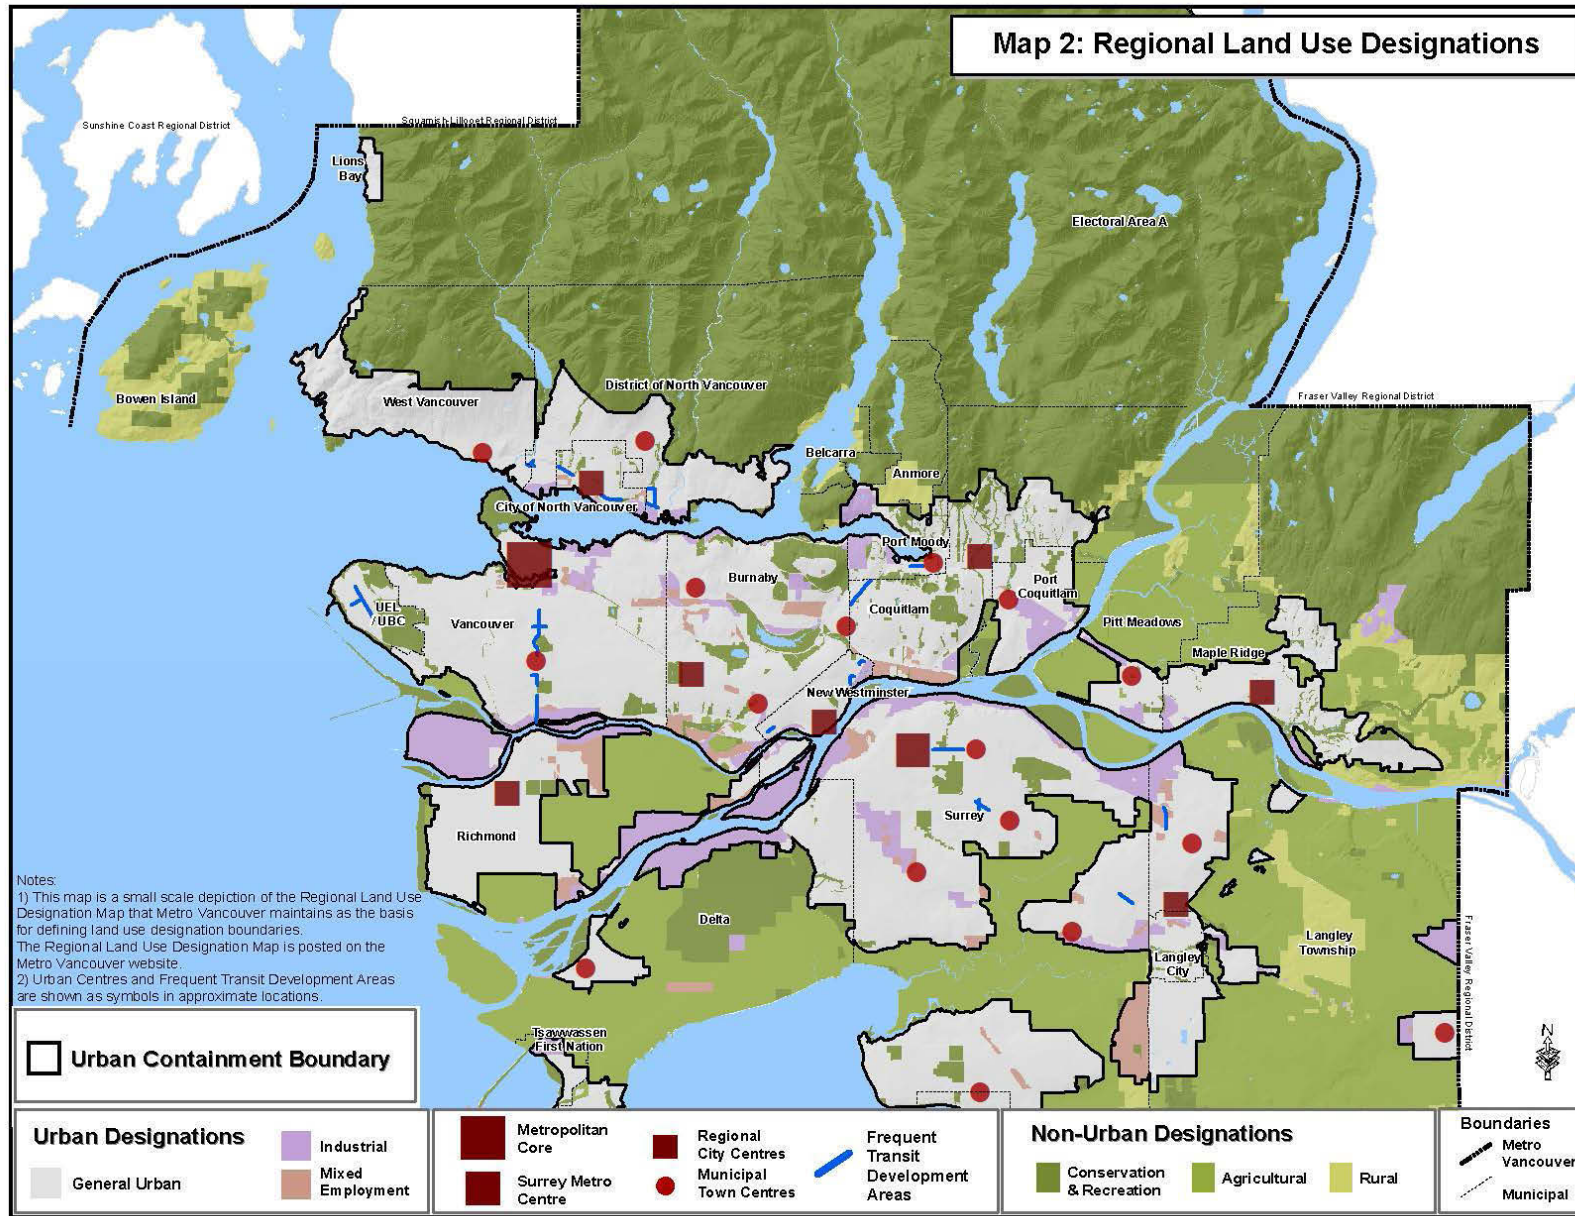 Map 2: Regional Land Use Designations
Sunshine Coast Regional District
Squamish-Lillooet Regional District
Lions
Bay
Electoral Area A
Bowen Island
West Vancouver
District of North Vancouver
Fraser Valley Regional District
Belcarra
Anmore
City of North Vancouver
Port Moody
Burnaby
Port
Coquitlam
Coquitlam
UEL
/UBC
Vancouver
Pitt Meadows
Maple Ridge
New Westminster
Richmond
Surrey
Delta
Langley
Township
Langley
City
Fraser Valley Regional District
Tsawwassen
First Nation
Notes:
1) This map is a small scale depiction of the Regional Land Use
Designation Map that Metro Vancouver maintains as the basis
for defining land use designation boundaries.
The Regional Land Use Designation Map is posted on the
Metro Vancouver website.
2) Urban Centres and Frequent Transit Development Areas
are shown as symbols in approximate locations.
N
Urban Containment Boundary
Urban Designations
General Urban
Industrial
Mixed
Employment
Metropolitan
Core
Surrey Metro
Centre
Regional
City Centres
Municipal
Town Centres
Frequent
Transit
Development
Areas
Non-Urban Designations
Conservation
& Recreation
Agricultural
Rural
Boundaries
Metro
Vancouver
Municipal